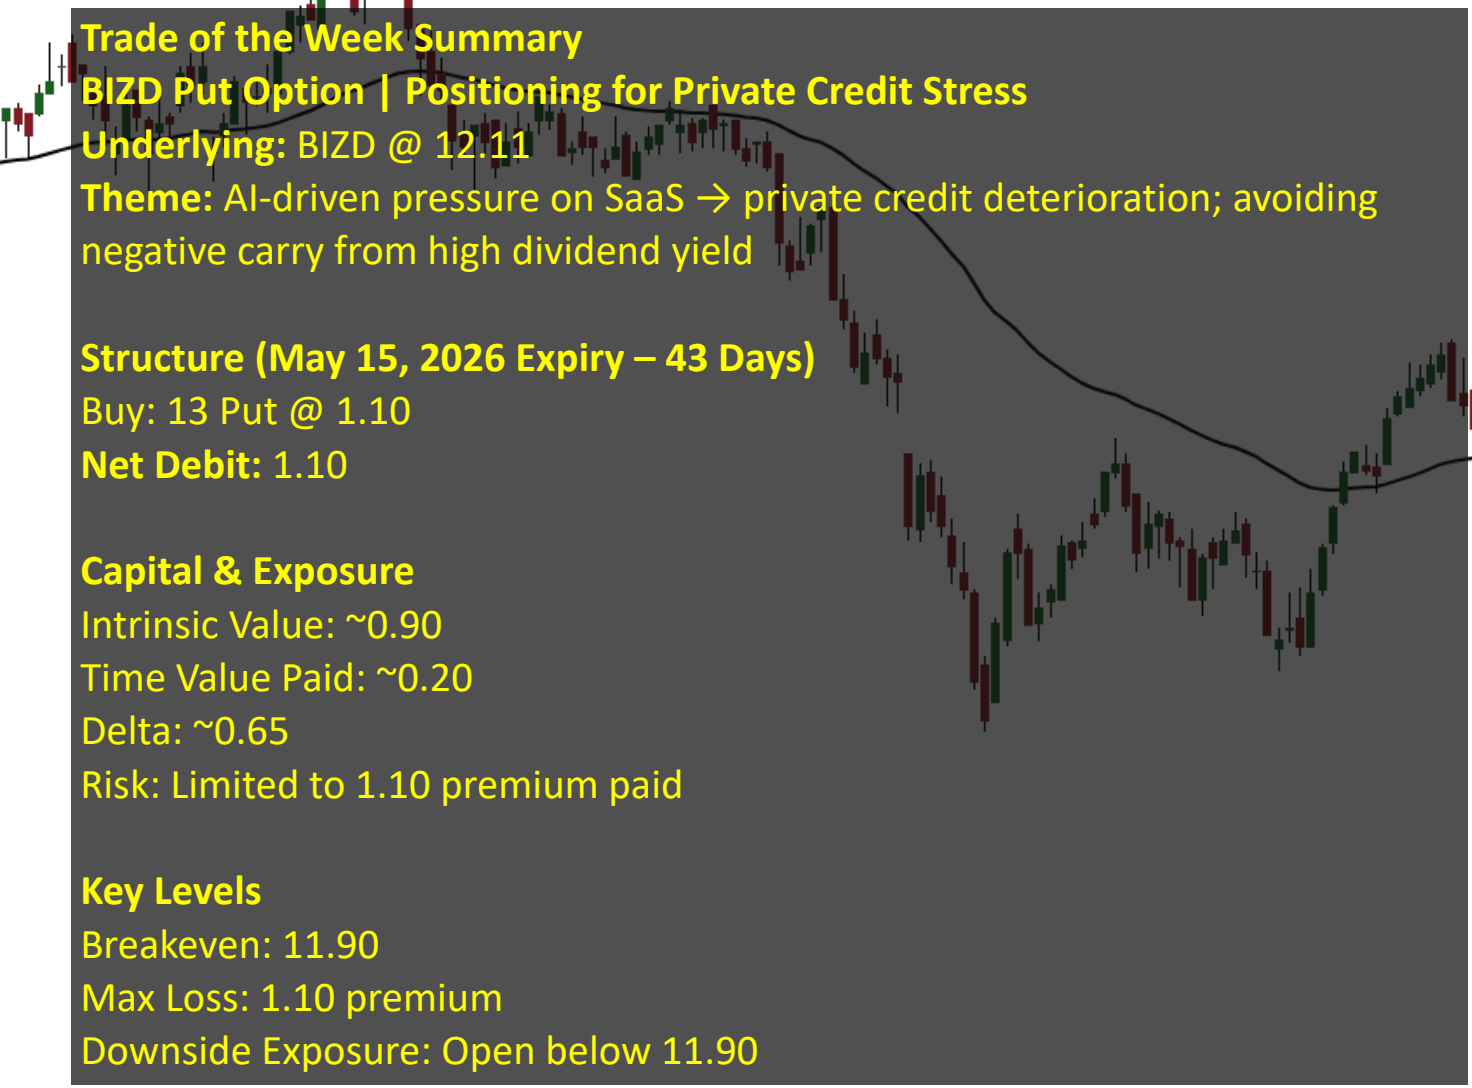 Trade of the Week Summary
BIZD Put Option | Positioning for Private Credit Stress
Underlying: BIZD @ 12.11
Theme: AI-driven pressure on SaaS → private credit deterioration; avoiding
negative carry from high dividend yield
Structure (May 15, 2026 Expiry – 43 Days)
Buy: 13 Put @ 1.10
Net Debit: 1.10
Capital & Exposure
Intrinsic Value: ~0.90
Time Value Paid: ~0.20
Delta: ~0.65
Risk: Limited to 1.10 premium paid
Key Levels
Breakeven: 11.90
Max Loss: 1.10 premium
Downside Exposure: Open below 11.90